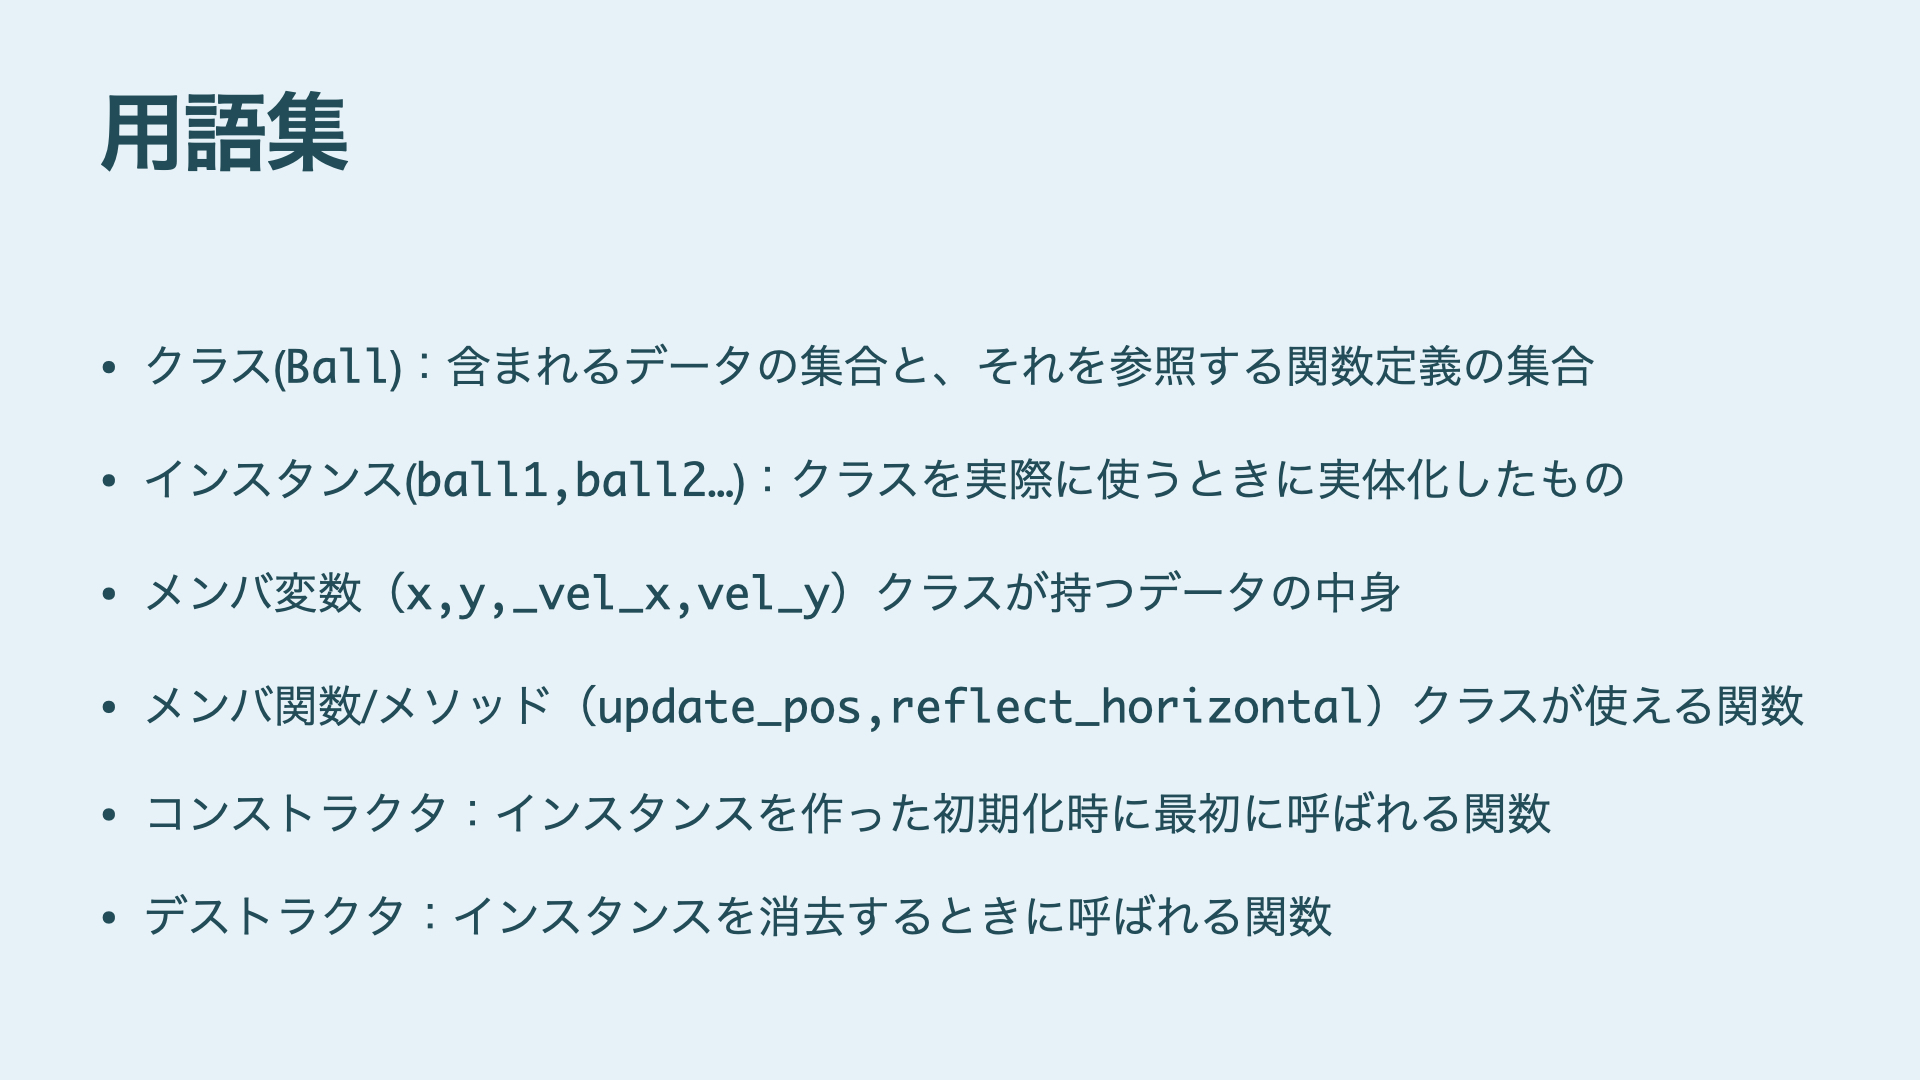 用語集
• クラス(Ball)：含まれるデータの集合と、それを参照する関数定義の集合
• インスタンス(ball1,ball2…)：クラスを実際に使うときに実体化したもの
• メンバ変数（x,y,_vel_x,vel_y）クラスが持つデータの中身
• メンバ関数/メソッド（update_pos,reflect_horizontal）クラスが使える関数
• コンストラクタ：インスタンスを作った初期化時に最初に呼ばれる関数
• デストラクタ：インスタンスを消去するときに呼ばれる関数